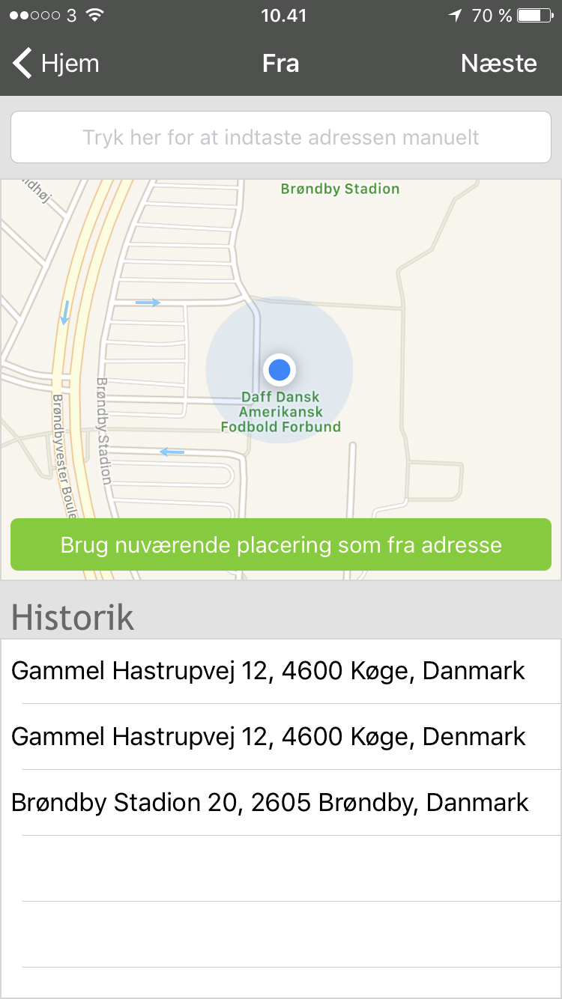 3 10.41 70 %
Hjem Fra Næste
Tryk her for at indtaste adressen manuelt
Brøndby Stadion
Brøndby Stadion
Brøndbyvester Boule
Daff Dansk
Amerikansk
Fodbold Forbund
Brug nuværende placering som fra adresse
Historik
Gammel Hastrupvej 12, 4600 Køge, Danmark
Gammel Hastrupvej 12, 4600 Køge, Denmark
Brøndby Stadion 20, 2605 Brøndby, Danmark